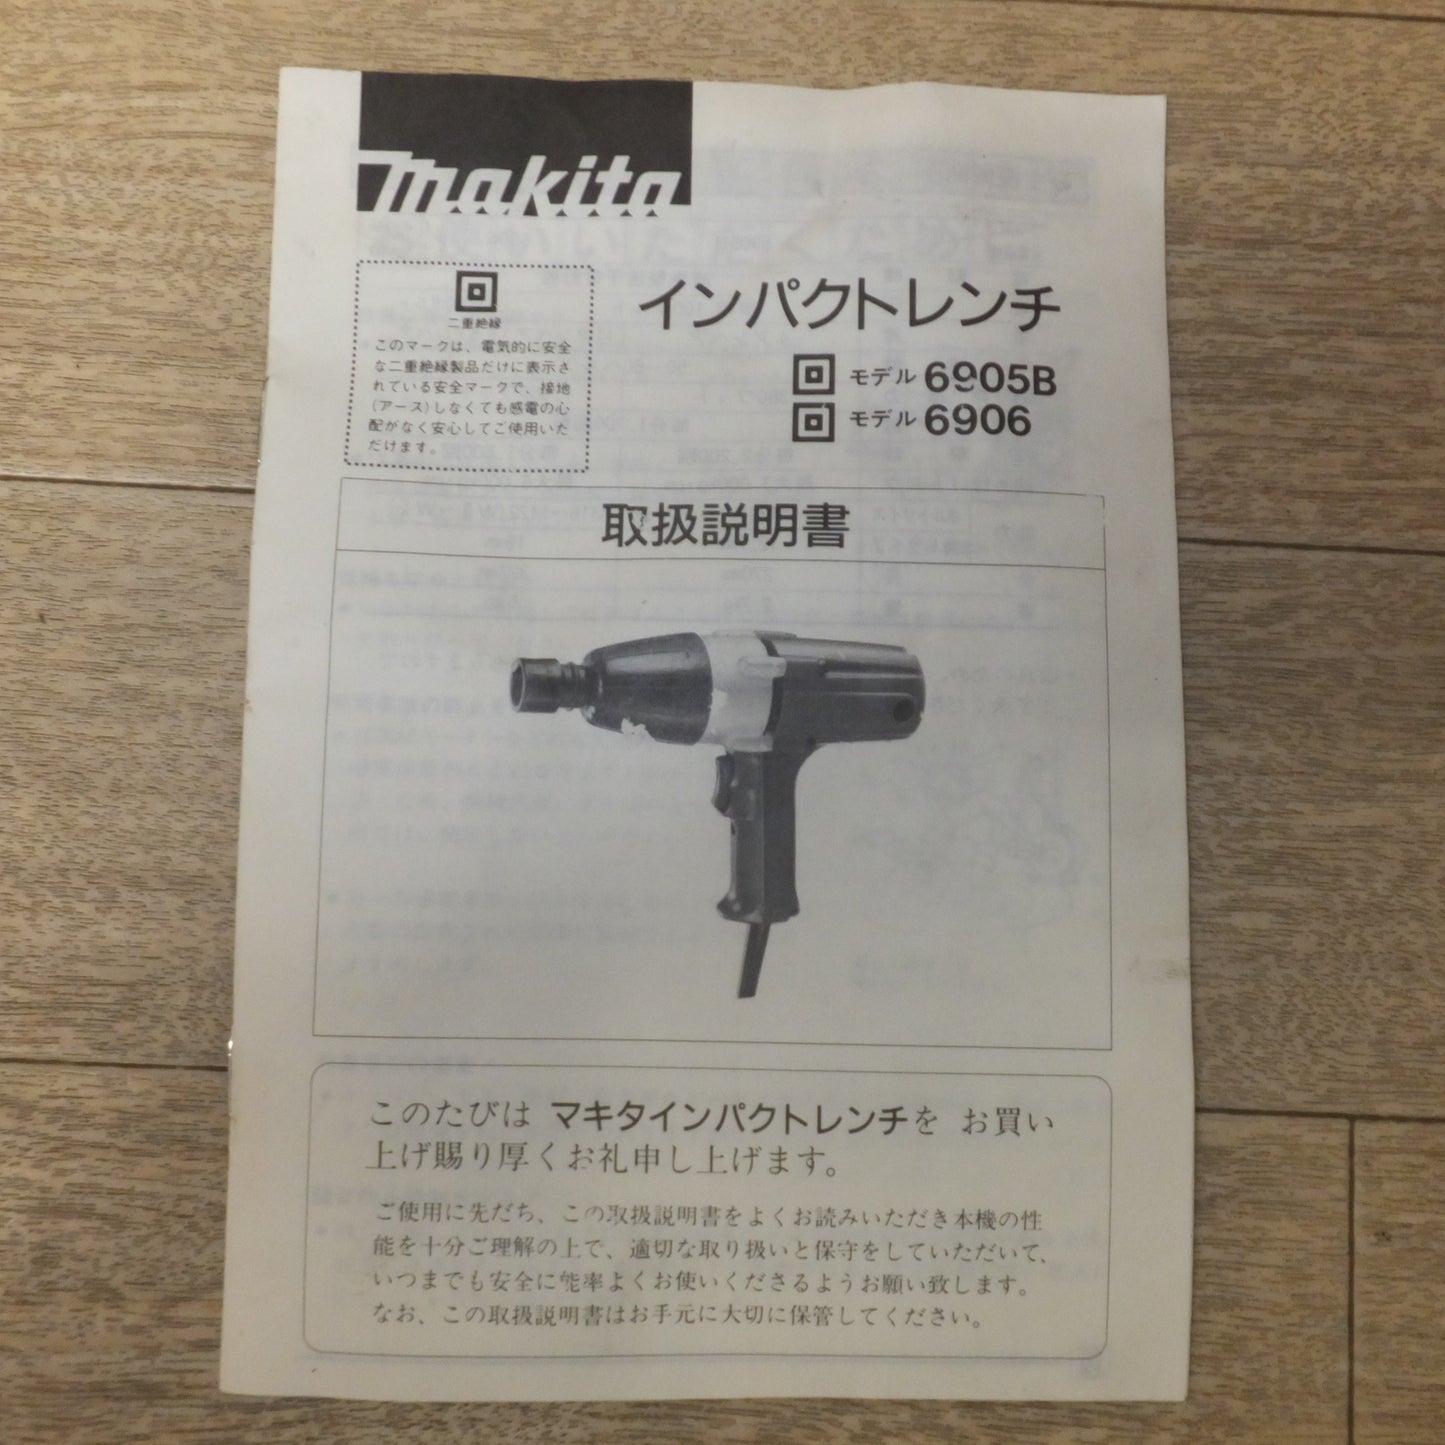 makita
二重絶縁
このマークは、電気的に安全
な二重絶縁製品だけに表示さ
れている安全マークで、接地
(アース)しなくても感電の心
配がなく安心してご使用いた
だけます。
インパクトレンチ
モデル 6905B
モデル 6906
取扱説明書
このたびは マキタインパクトレンチを お買い
上げ賜り厚くお礼申し上げます。
ご使用に先だち、この取扱説明書をよくお読みいただき本機の性
能を十分ご理解の上で、適切な取り扱いと保守をしていただいて、
いつまでも安全に能率よくお使いくださるようお願い致します。
なお、この取扱説明書はお手元に大切に保管してください。